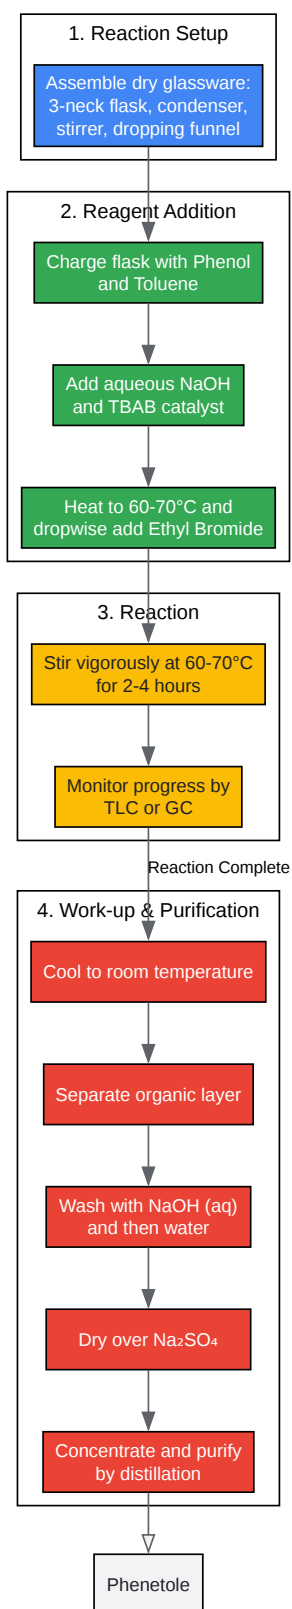 1. Reaction Setup
Assemble dry glassware:
3-neck flask, condenser,
stirrer, dropping funnel
2. Reagent Addition
Charge flask with Phenol
and Toluene
Add aqueous NaOH
and TBAB catalyst
Heat to 60-70°C and
dropwise add Ethyl Bromide
3. Reaction
Stir vigorously at 60-70°C
for 2-4 hours
Monitor progress by
TLC or GC
Reaction Complete
4. Work-up & Purification
Cool to room temperature
Separate organic layer
Wash with NaOH (aq)
and then water
Dry over Na₂SO₄
Concentrate and purify
by distillation
Phenetole